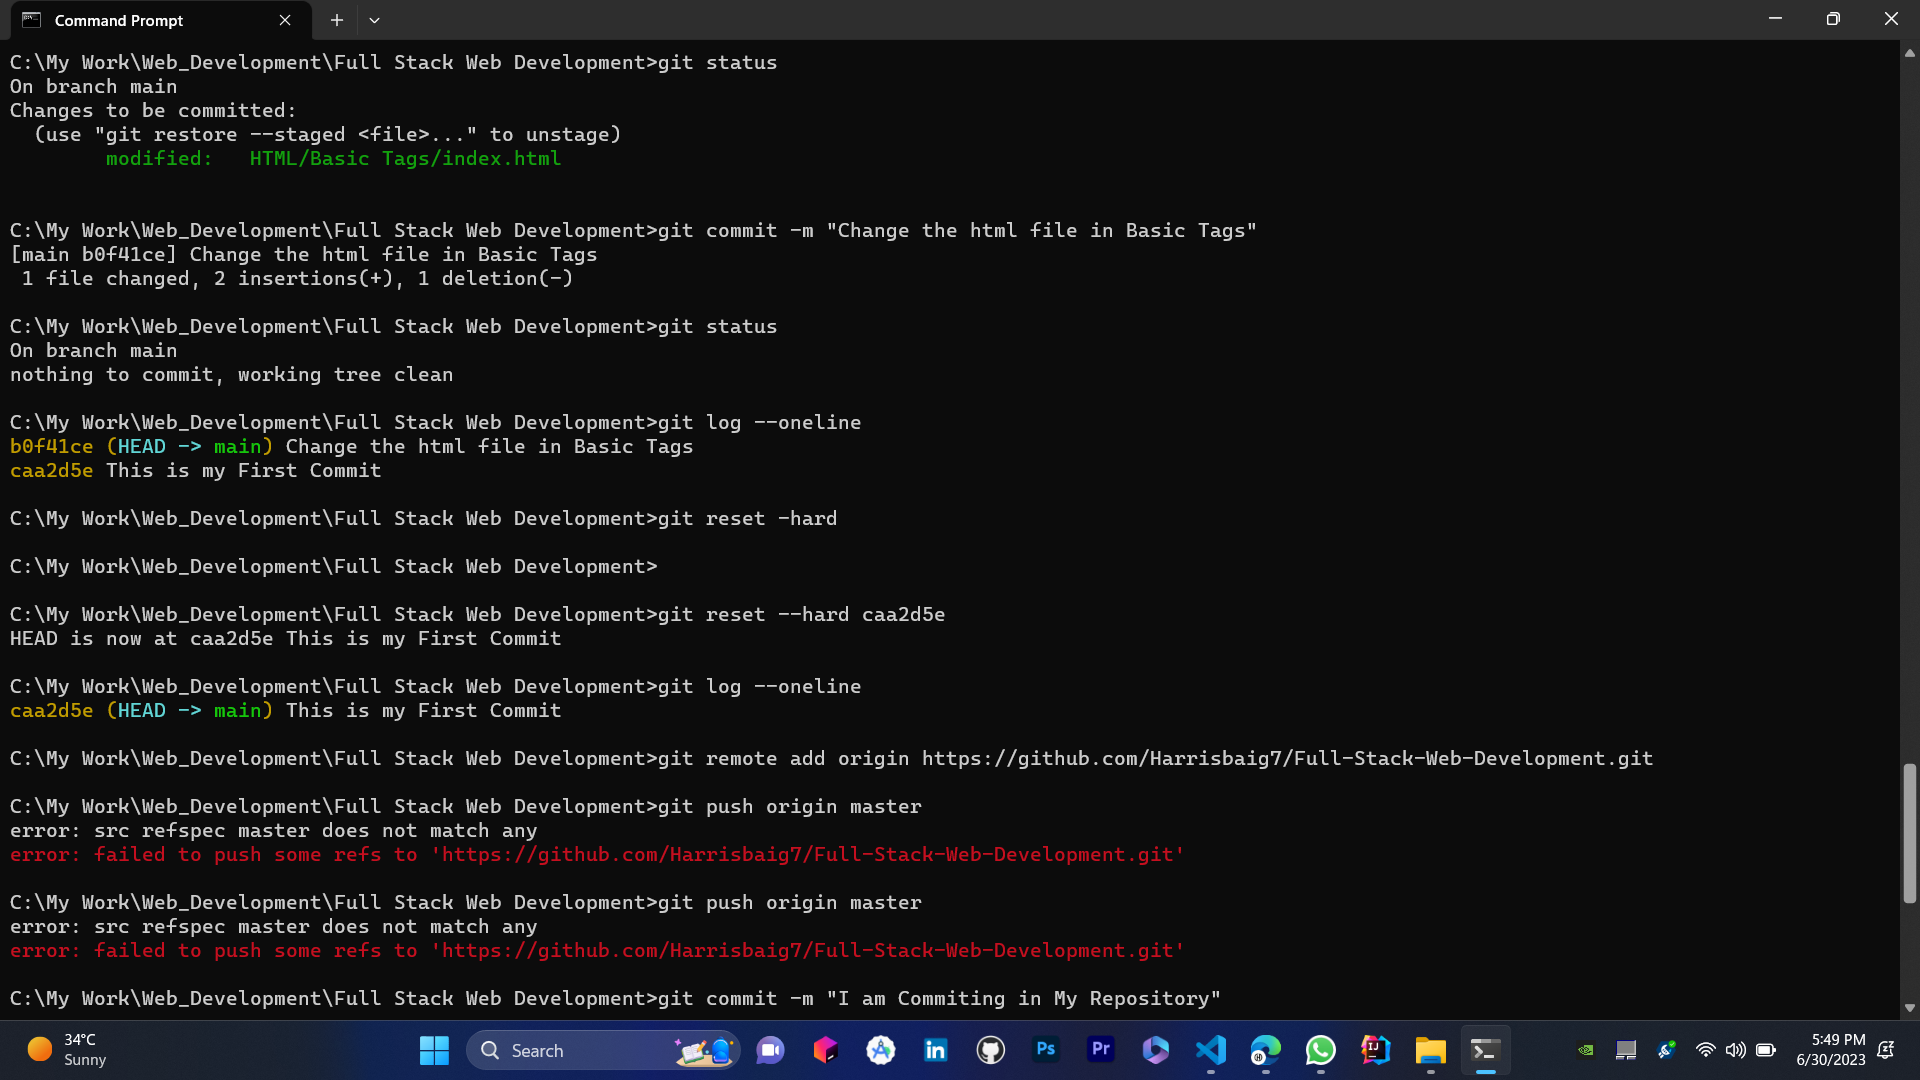 Command Prompt
C:\My Work\Web_Development\Full Stack Web Development>git status
On branch main
Changes to be committed:
  (use "git restore --staged <file>..." to unstage)
        modified:   HTML/Basic Tags/index.html
C:\My Work\Web_Development\Full Stack Web Development>git commit -m "Change the html file in Basic Tags"
[main b0f41ce] Change the html file in Basic Tags
 1 file changed, 2 insertions(+), 1 deletion(-)
C:\My Work\Web_Development\Full Stack Web Development>git status
On branch main
nothing to commit, working tree clean
C:\My Work\Web_Development\Full Stack Web Development>git log --oneline
b0f41ce (HEAD -> main) Change the html file in Basic Tags
caa2d5e This is my First Commit
C:\My Work\Web_Development\Full Stack Web Development>git reset -hard
C:\My Work\Web_Development\Full Stack Web Development>
C:\My Work\Web_Development\Full Stack Web Development>git reset --hard caa2d5e
HEAD is now at caa2d5e This is my First Commit
C:\My Work\Web_Development\Full Stack Web Development>git log --oneline
caa2d5e (HEAD -> main) This is my First Commit
C:\My Work\Web_Development\Full Stack Web Development>git remote add origin https://github.com/Harrisbaig7/Full-Stack-Web-Development.git
C:\My Work\Web_Development\Full Stack Web Development>git push origin master
error: src refspec master does not match any
error: failed to push some refs to 'https://github.com/Harrisbaig7/Full-Stack-Web-Development.git'
C:\My Work\Web_Development\Full Stack Web Development>git push origin master
error: src refspec master does not match any
error: failed to push some refs to 'https://github.com/Harrisbaig7/Full-Stack-Web-Development.git'
C:\My Work\Web_Development\Full Stack Web Development>git commit -m "I am Commiting in My Repository"
34°C
Sunny
Search
in
Ps
Pr
IJ
5:49 PM
6/30/2023